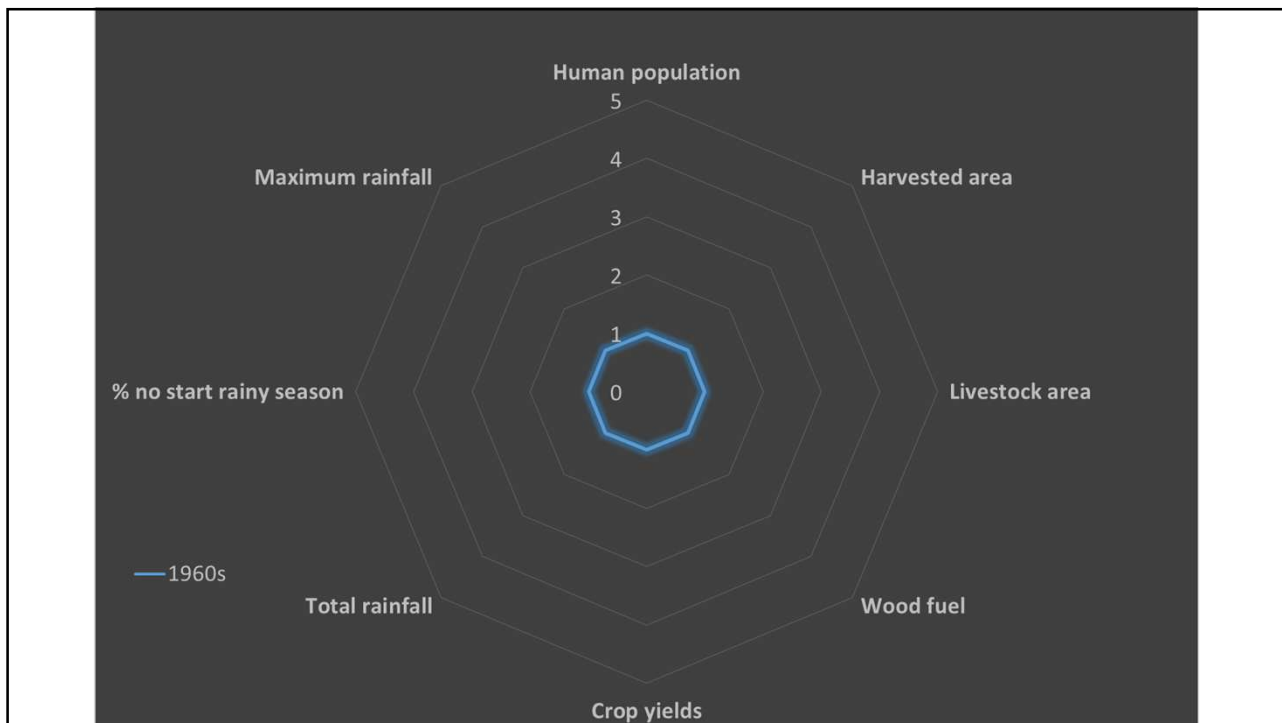 Human population
5
Maximum rainfall
Harvested area
4
3
2
1
% no start rainy season
0
Livestock area
1960s
Total rainfall
Wood fuel
Crop yields